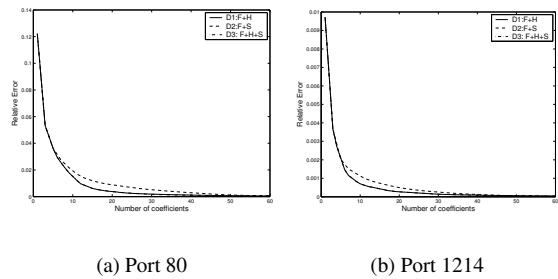 0.14
0.12
0.1
0.08
0.06
0.04
0.02
0
0 10 20 30 40 50 60
Relative Error
Number of coefficients
D1:F+H
D2:F+S
D3: F+H+S
(a) Port 80
0.01
0.009
0.008
0.007
0.006
0.005
0.004
0.003
0.002
0.001
0
0 10 20 30 40 50 60
Relative Error
Number of coefficients
D1:F+H
D2:F+S
D3: F+H+S
(b) Port 1214